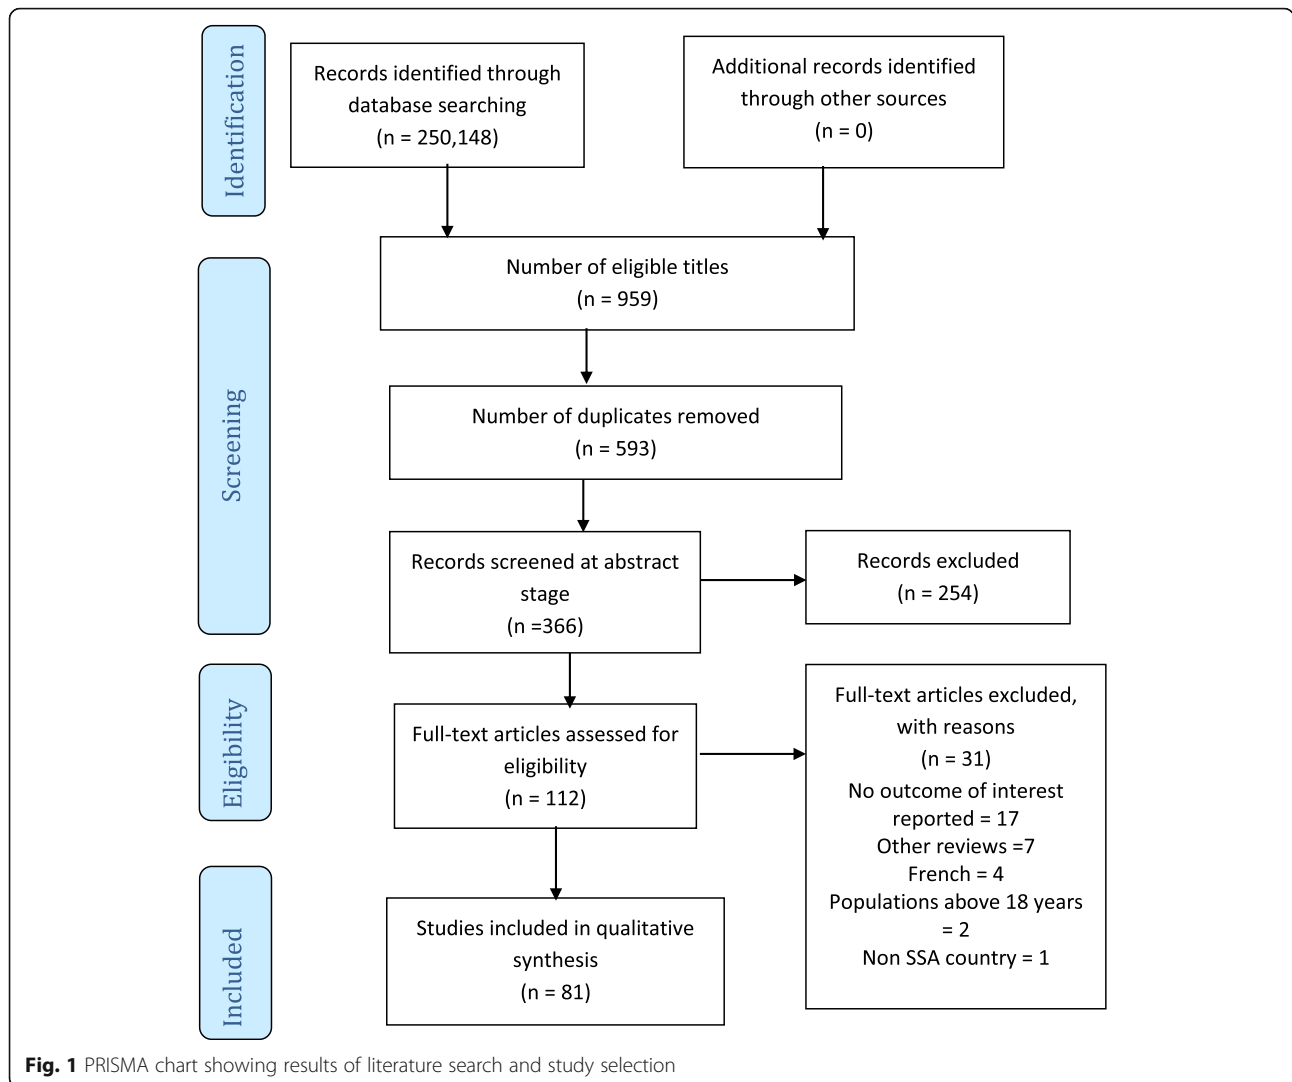 Identification
Records identified through
database searching
(n = 250,148)
Additional records identified
through other sources
(n = 0)
Screening
Number of eligible titles
(n = 959)
Number of duplicates removed
(n = 593)
Records screened at abstract
stage
(n =366)
Records excluded
(n = 254)
Eligibility
Full-text articles assessed for
eligibility
(n = 112)
Full-text articles excluded,
with reasons
(n = 31)
No outcome of interest
reported = 17
Other reviews =7
French = 4
Populations above 18 years
= 2
Non SSA country = 1
Included
Studies included in qualitative
synthesis
(n = 81)
Fig. 1 PRISMA chart showing results of literature search and study selection